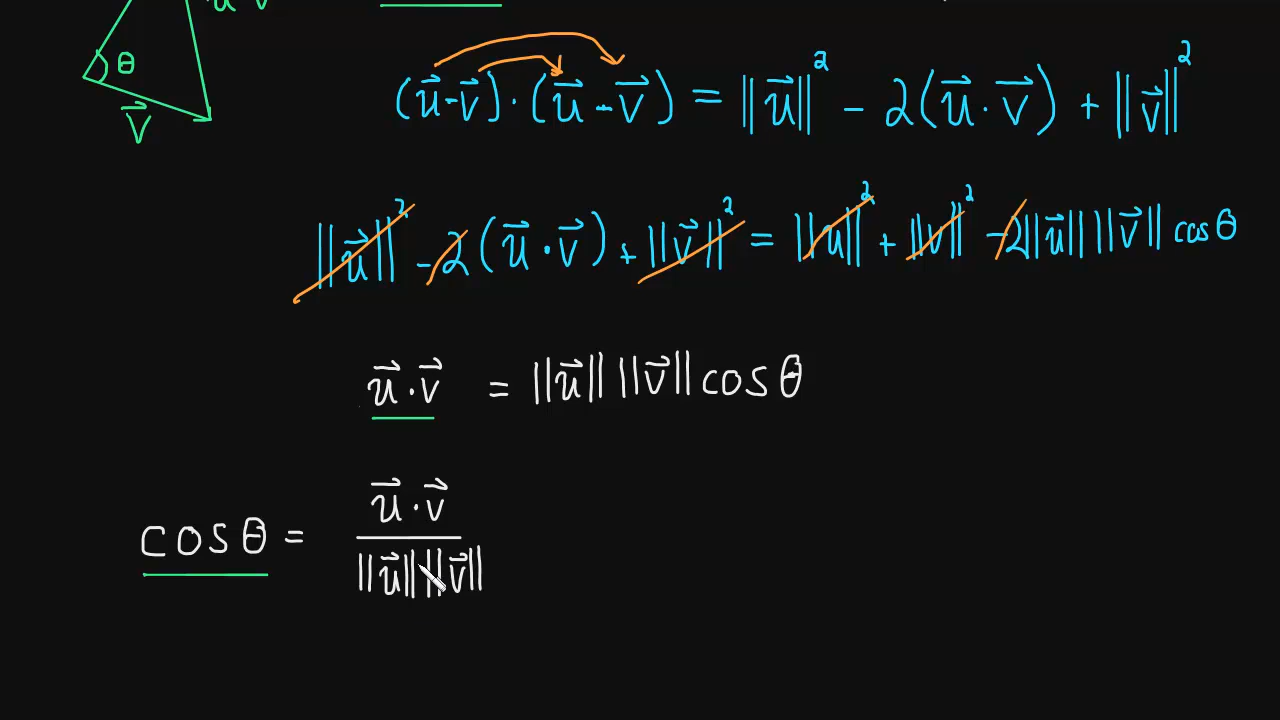 θ
v⃗
(u⃗ - v⃗) · (u⃗ - v⃗) = ||u⃗||² - 2(u⃗ · v⃗) + ||v⃗||²
||u⃗||² - 2(u⃗ · v⃗) + ||v⃗||² = ||u||² + ||v||² - 2||u⃗|| ||v⃗|| cos θ
u⃗ · v⃗ = ||u⃗|| ||v⃗|| cos θ
cos θ = u⃗ · v⃗ / ||u⃗|| ||v⃗||